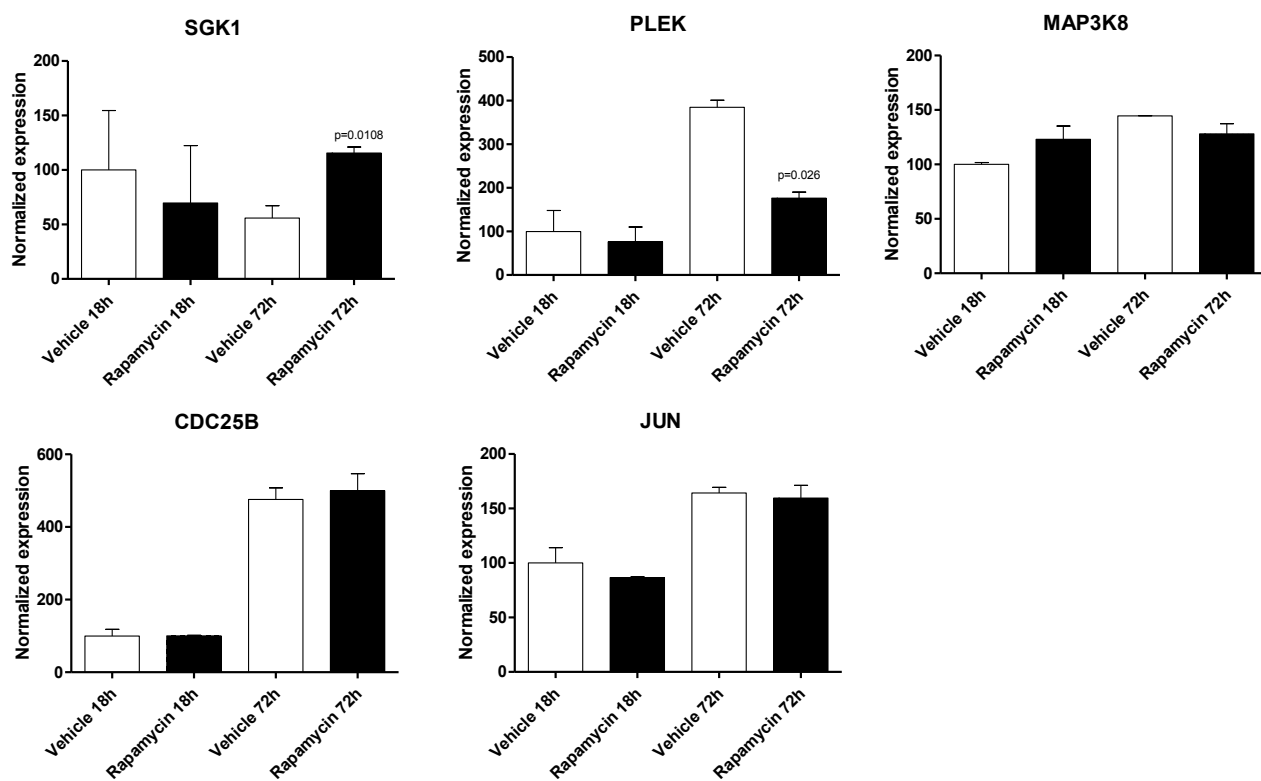 SGK1
Normalized expression
200
150
100
50
0
p=0.0108
Vehicle 18h
Rapamycin 18h
Vehicle 72h
Rapamycin 72h
PLEK
Normalized expression
500
400
300
200
100
0
p=0.026
Vehicle 18h
Rapamycin 18h
Vehicle 72h
Rapamycin 72h
MAP3K8
Normalized expression
200
150
100
50
0
Vehicle 18h
Rapamycin 18h
Vehicle 72h
Rapamycin 72h
CDC25B
Normalized expression
600
400
200
0
Vehicle 18h
Rapamycin 18h
Vehicle 72h
Rapamycin 72h
JUN
Normalized expression
200
150
100
50
0
Vehicle 18h
Rapamycin 18h
Vehicle 72h
Rapamycin 72h